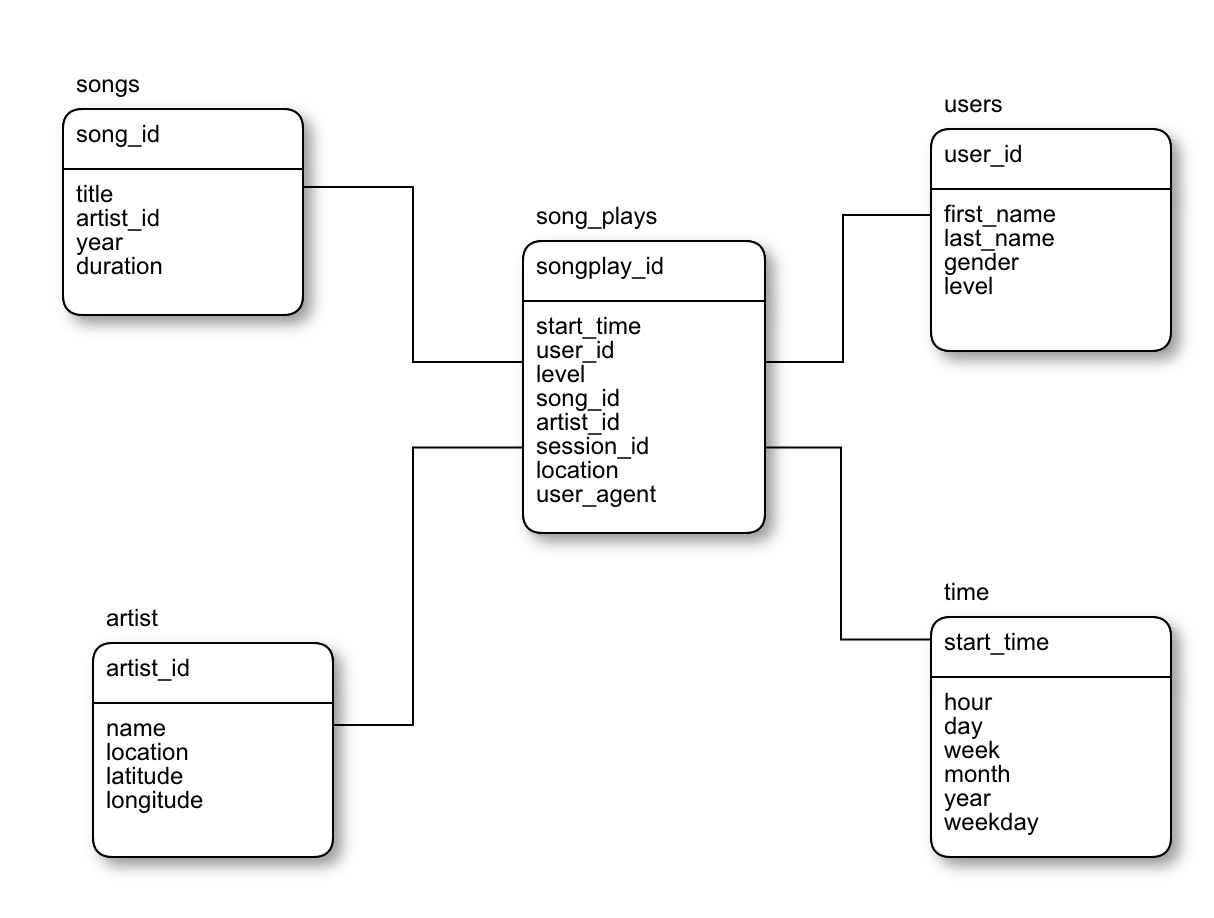 songs
song_id
title
artist_id
year
duration
users
user_id
first_name
last_name
gender
level
song_plays
songplay_id
start_time
user_id
level
song_id
artist_id
session_id
location
user_agent
artist
artist_id
name
location
latitude
longitude
time
start_time
hour
day
week
month
year
weekday